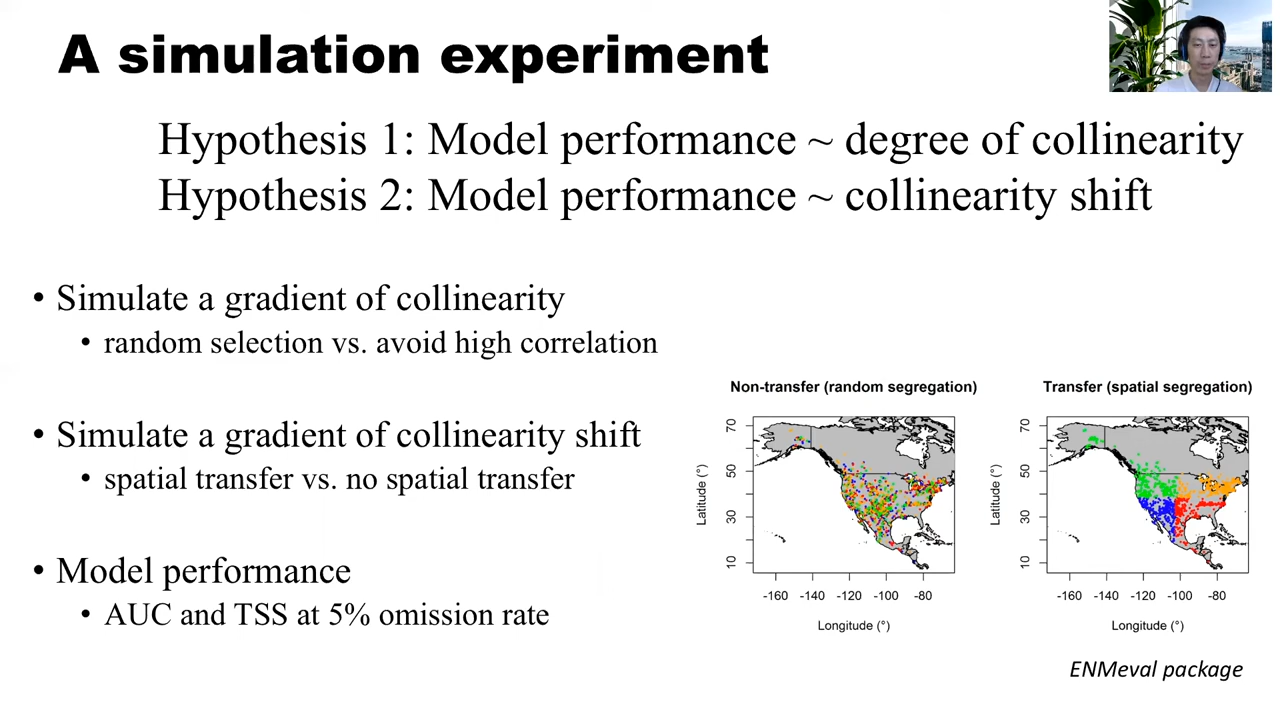 A simulation experiment
Hypothesis 1: Model performance ~ degree of collinearity
Hypothesis 2: Model performance ~ collinearity shift
• Simulate a gradient of collinearity
• random selection vs. avoid high correlation
• Simulate a gradient of collinearity shift
• spatial transfer vs. no spatial transfer
• Model performance
• AUC and TSS at 5% omission rate
Non-transfer (random segregation)
Latitude (°)
70
50
30
10
-160 -140 -120 -100 -80
Longitude (°)
Transfer (spatial segregation)
Latitude (°)
70
50
30
10
-160 -140 -120 -100 -80
Longitude (°)
ENMeval package